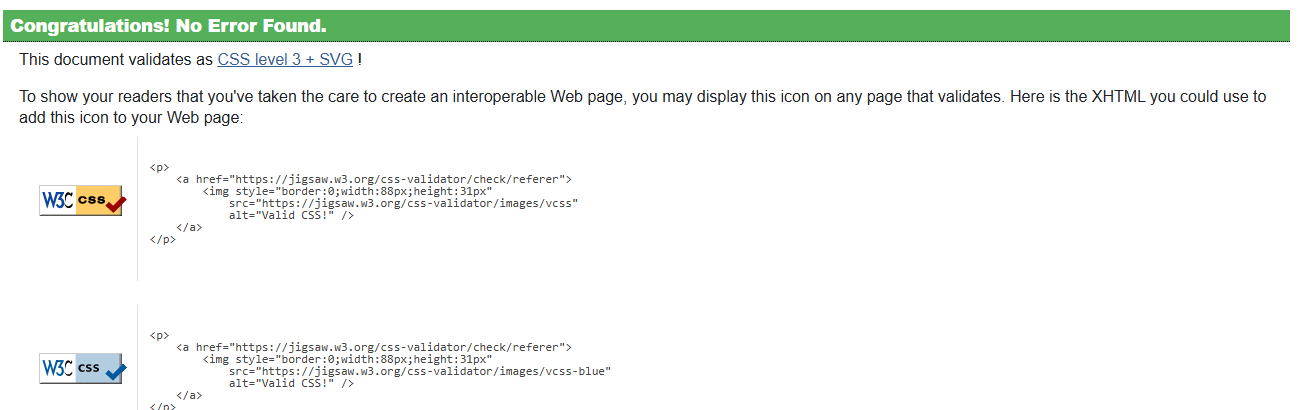 Congratulations! No Error Found.
This document validates as CSS level 3 + SVG !
To show your readers that you've taken the care to create an interoperable Web page, you may display this icon on any page that validates. Here is the XHTML you could use to
add this icon to your Web page:
W3C css
<p>
    <a href="https://jigsaw.w3.org/css-validator/check/referer">
        <img style="border:0;width:88px;height:31px"
            src="https://jigsaw.w3.org/css-validator/images/vcss"
            alt="Valid CSS!" />
    </a>
</p>
W3C css
<p>
    <a href="https://jigsaw.w3.org/css-validator/check/referer">
        <img style="border:0;width:88px;height:31px"
            src="https://jigsaw.w3.org/css-validator/images/vcss-blue"
            alt="Valid CSS!" />
    </a>
</p>